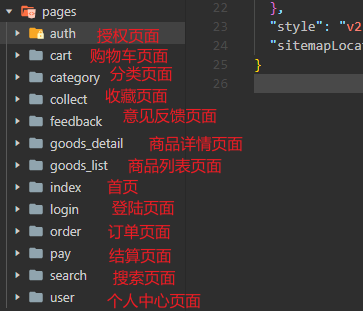 pages
auth 授权页面
cart 购物车页面
category 分类页面
collect 收藏页面
feedback 意见反馈页面
goods_detail 商品详情页面
goods_list 商品列表页面
index 首页
login 登陆页面
order 订单页面
pay 结算页面
search 搜索页面
user 个人中心页面
22 },
23 "style": "v2
24 "sitemapLocat
25 }
26